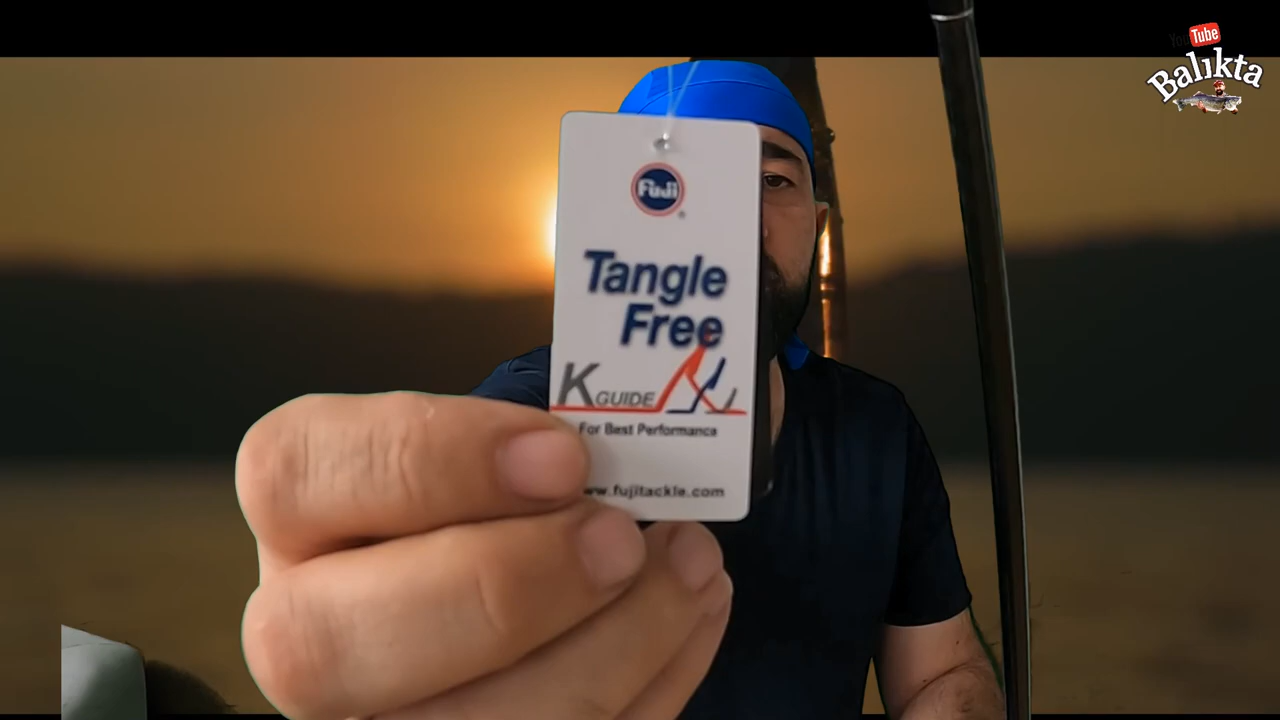 YouTube
Balıkta
Fuji
®
Tangle
Free
K GUIDE
For Best Performance
www.fujitackle.com